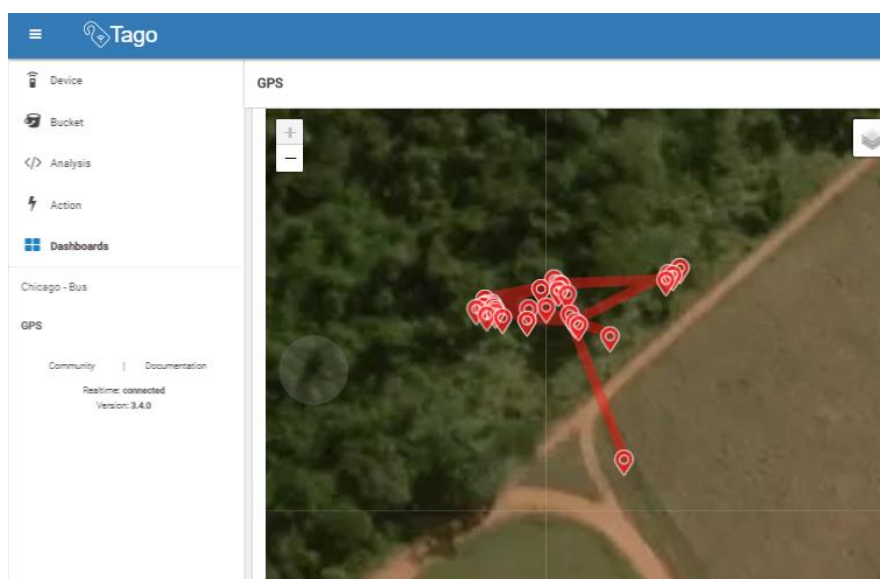 Tago
Device
GPS
Bucket
Analysis
Action
Dashboards
Chicago - Bus
GPS
Community | Documentation
Realtime: connected
Version: 3.4.0